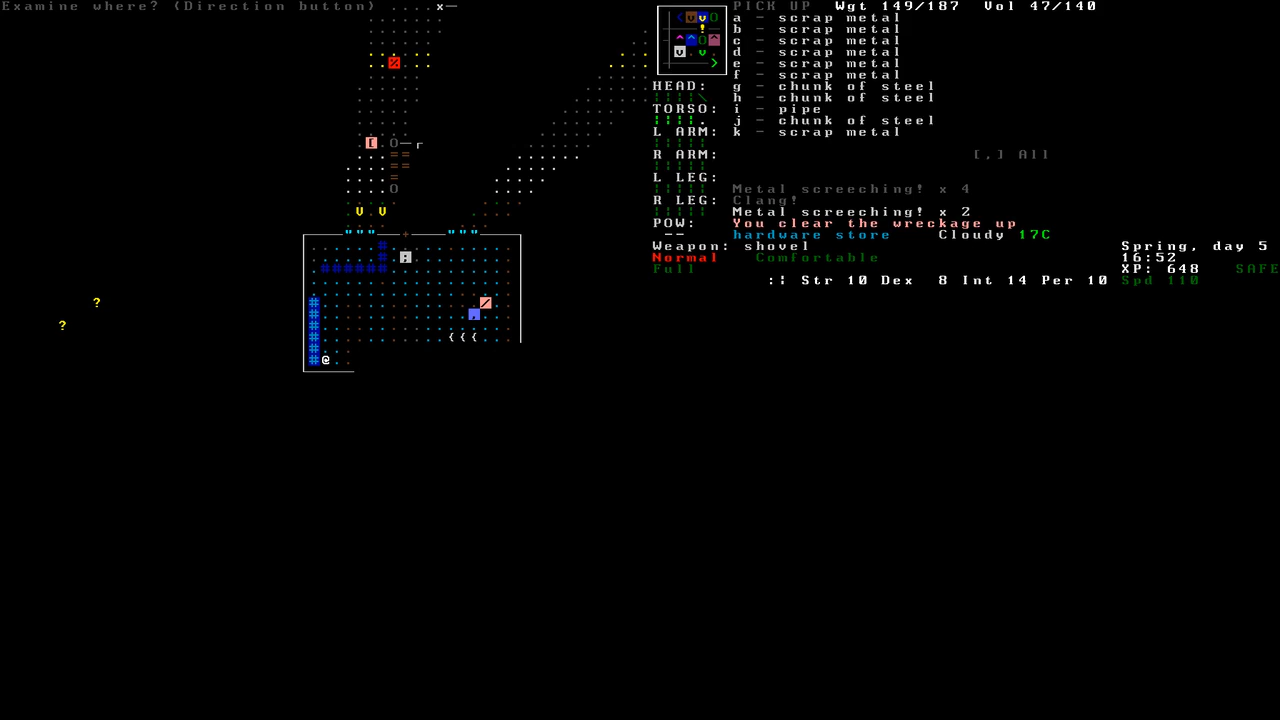 Examine where? (Direction button)
PICK UP  Wgt 149/187  Vol 47/140
a - scrap metal
b - scrap metal
c - scrap metal
d - scrap metal
e - scrap metal
f - scrap metal
g - chunk of steel
h - chunk of steel
i - pipe
j - chunk of steel
k - scrap metal
[,] All
HEAD:
TORSO:
L ARM:
R ARM:
L LEG:
R LEG:
POW:
--
Metal screeching! x 4
Clang!
Metal screeching! x 2
You clear the wreckage up
hardware store  Cloudy 17C
Weapon: shovel
Spring, day 5
Normal  Comfortable
16:52
Full
XP: 648  SAFE
Str 10 Dex  8 Int 14 Per 10 Spd 110